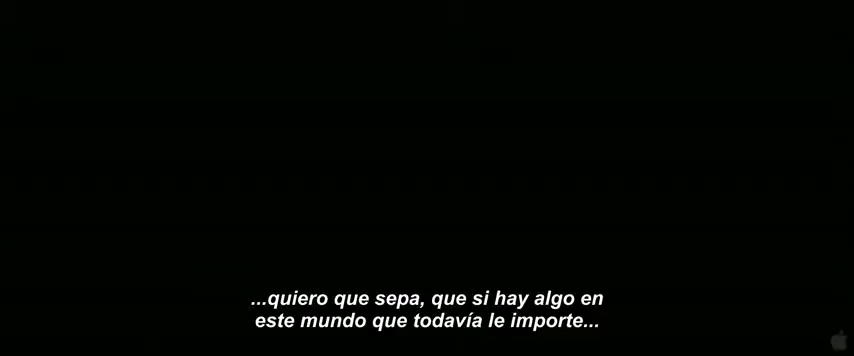 ...quiero que sepa, que si hay algo en
este mundo que todavía le importe...